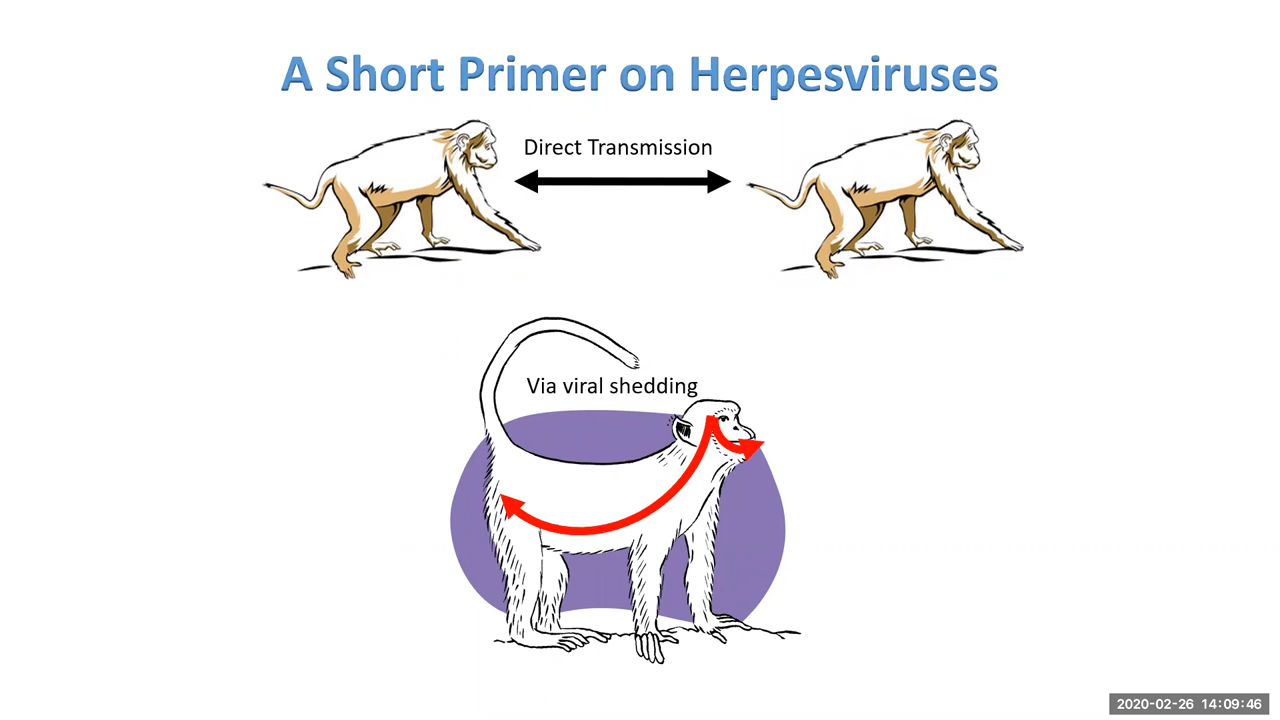 A Short Primer on Herpesviruses
Direct Transmission
Via viral shedding
2020-02-26 14:09:46